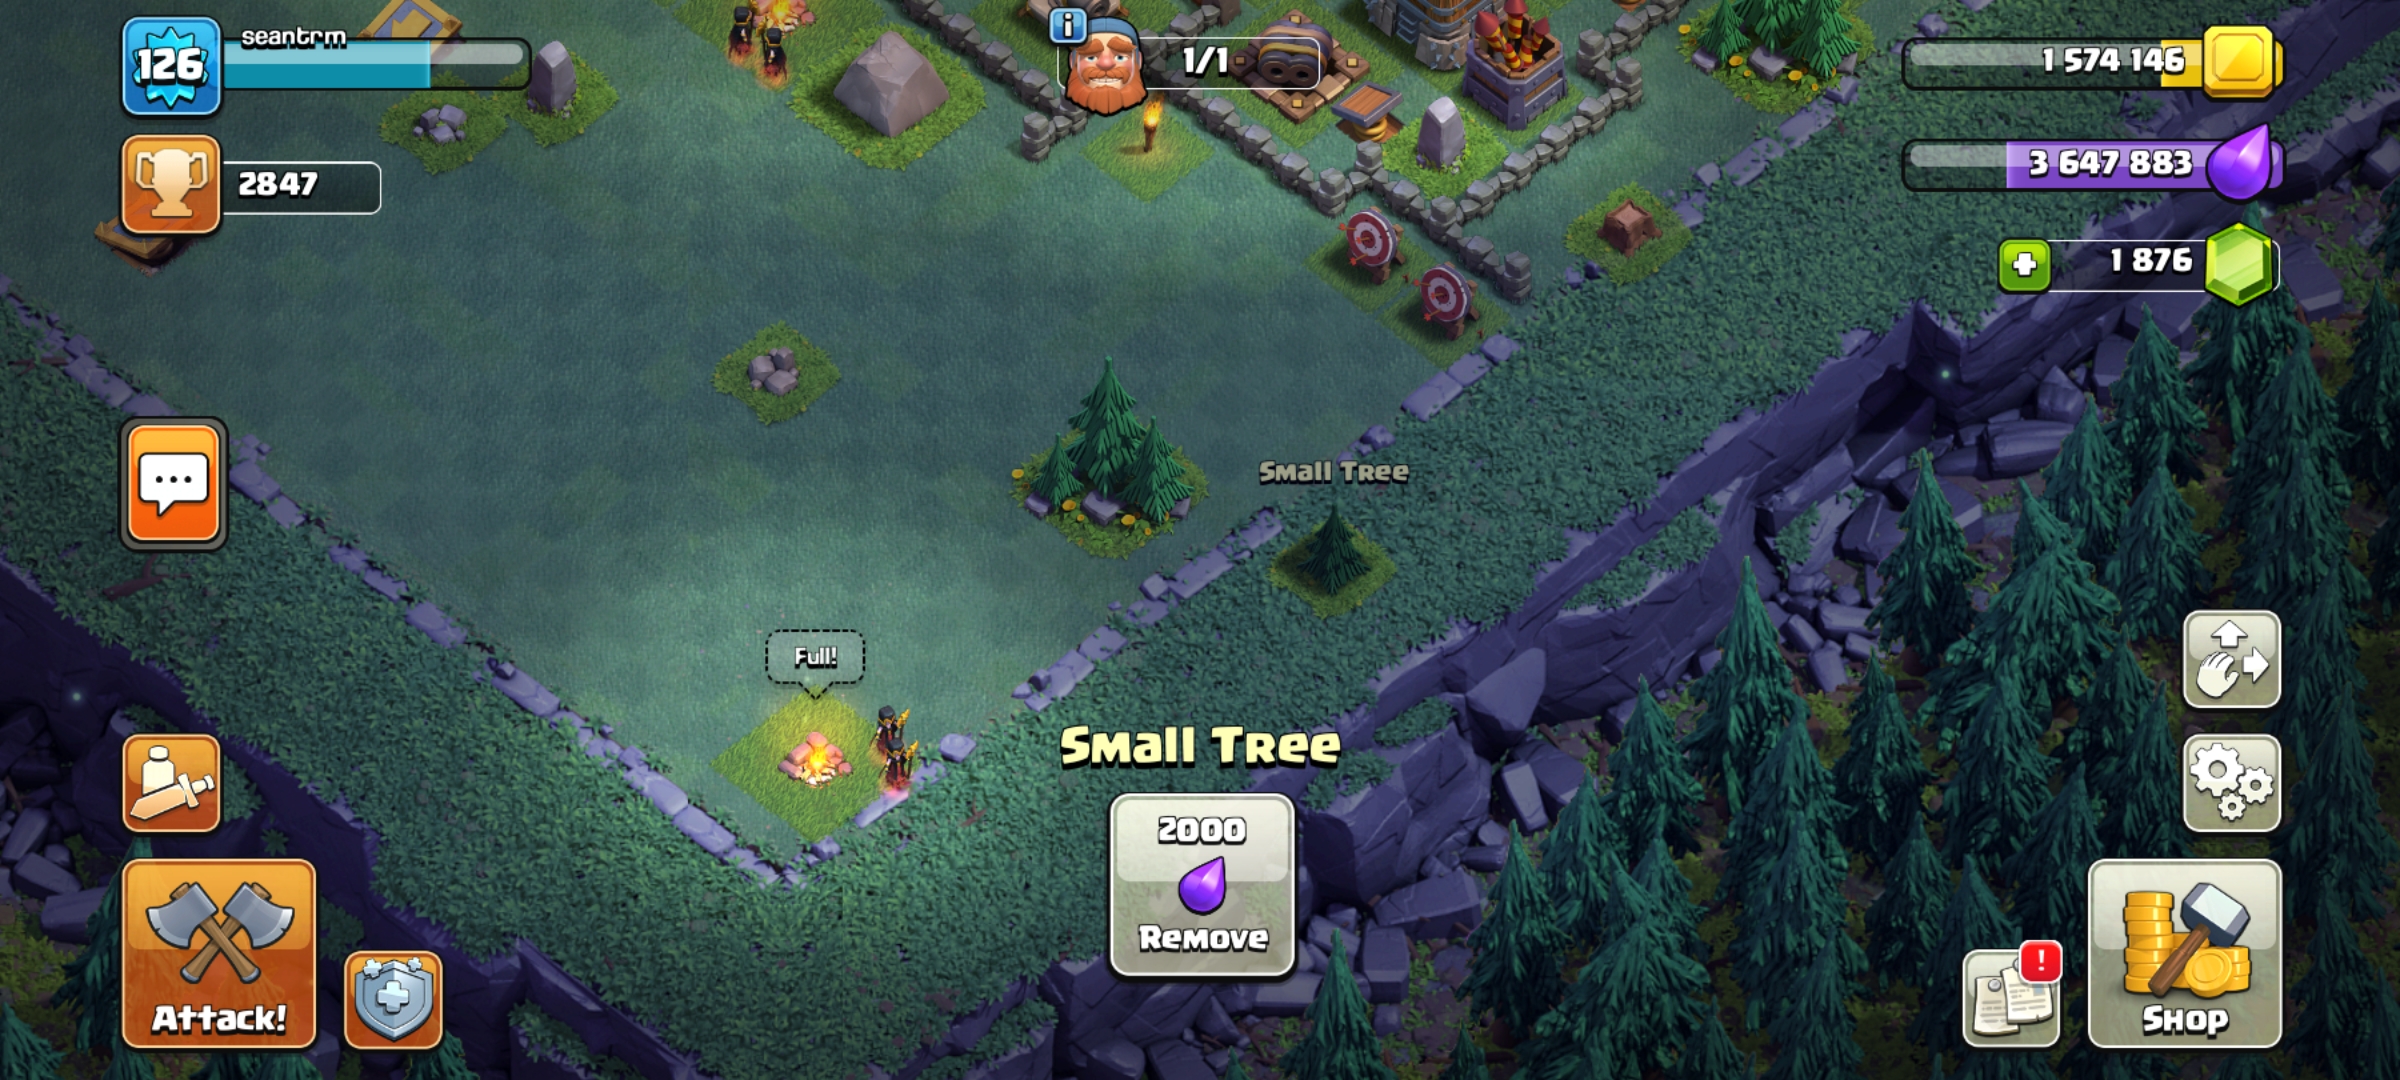 126
seantrm
1/1
1 574 146
2847
3 647 883
1 876
Small Tree
Full!
Small Tree
2000
Remove
Attack!
!
Shop